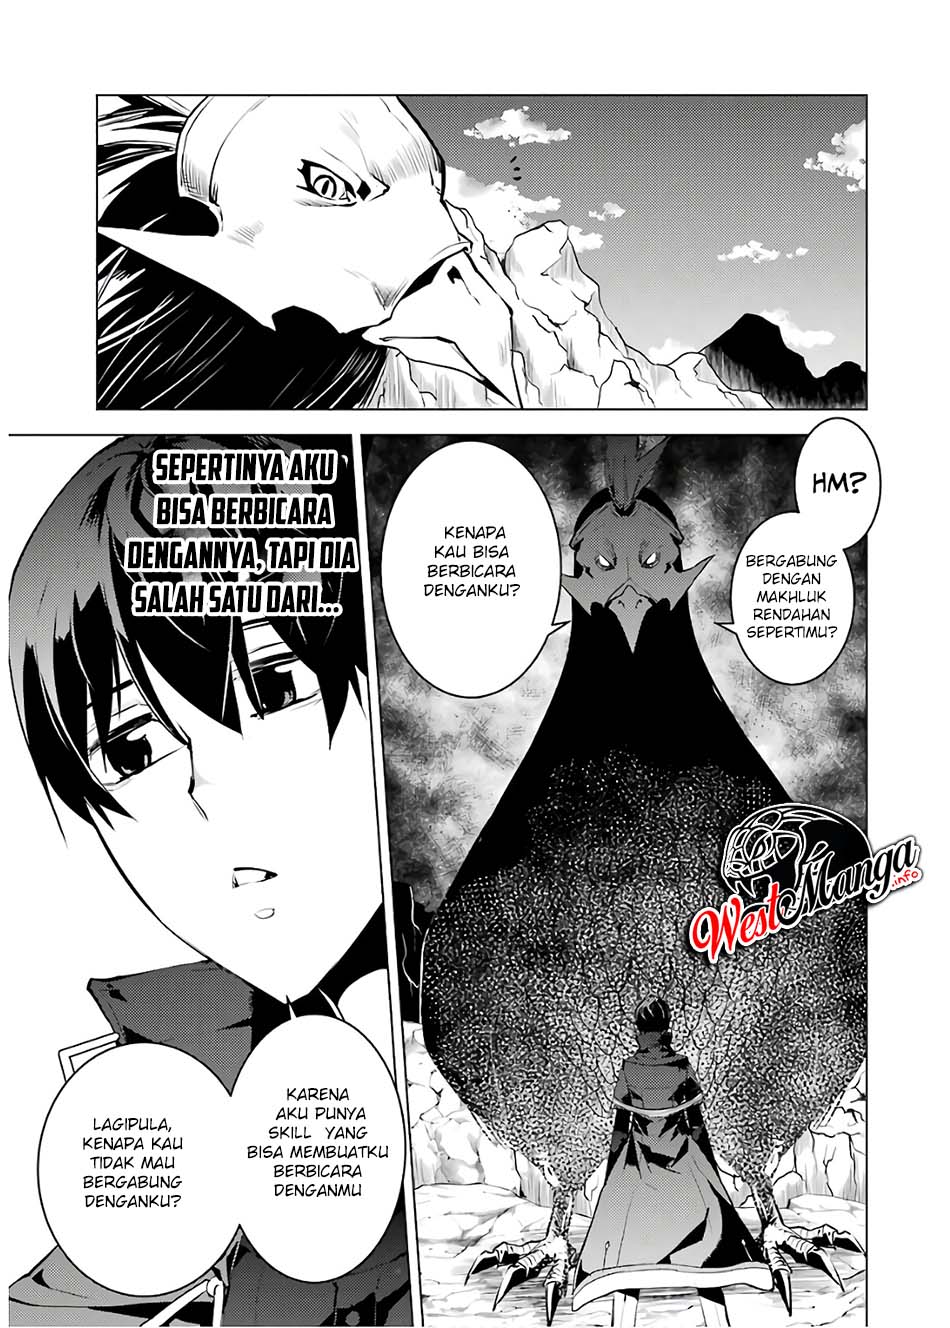 HM?
BERGABUNG
DENGAN
MAKHLUK
RENDAHAN
SEPERTIMU?
KENAPA
KAU BISA
BERBICARA
DENGANKU?
SEPERTINYA AKU
BISA BERBICARA
DENGANNYA, TAPI DIA
SALAH SATU DARI...
KARENA
AKU PUNYA
SKILL YANG
BISA MEMBUATKU
BERBICARA
DENGANMU
LAGIPULA,
KENAPA KAU
TIDAK MAU
BERGABUNG
DENGANKU?
WESTMANGA
.info